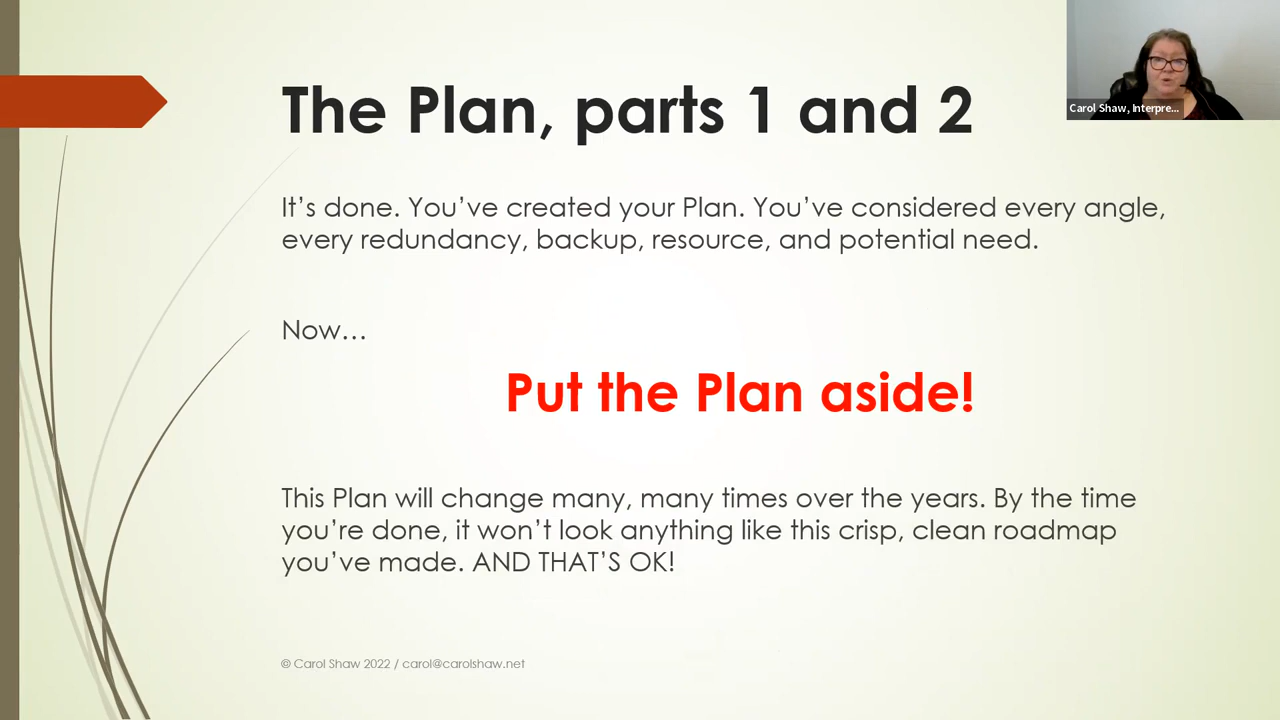 The Plan, parts 1 and 2
Carol Shaw, Interpre...
It’s done. You’ve created your Plan. You’ve considered every angle,
every redundancy, backup, resource, and potential need.
Now…
Put the Plan aside!
This Plan will change many, many times over the years. By the time
you’re done, it won’t look anything like this crisp, clean roadmap
you’ve made. AND THAT’S OK!
© Carol Shaw 2022 / carol@carolshaw.net